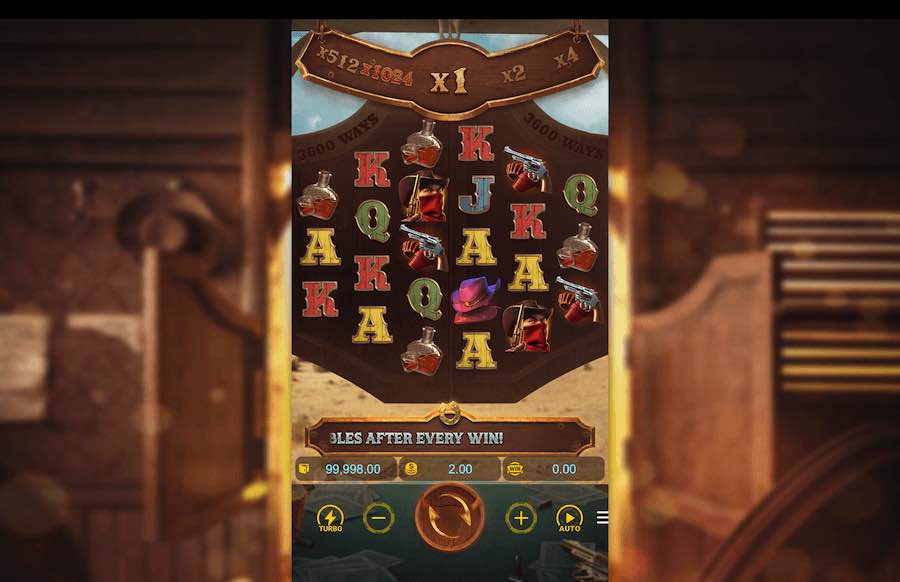 x512 x1024 x1 x2 x4
3600 WAYS 3600 WAYS
K K
K J Q
Q K
A A
K A
K Q
A
A
BLES AFTER EVERY WIN!
99,998.00 2.00 WIN 0.00
TURBO AUTO